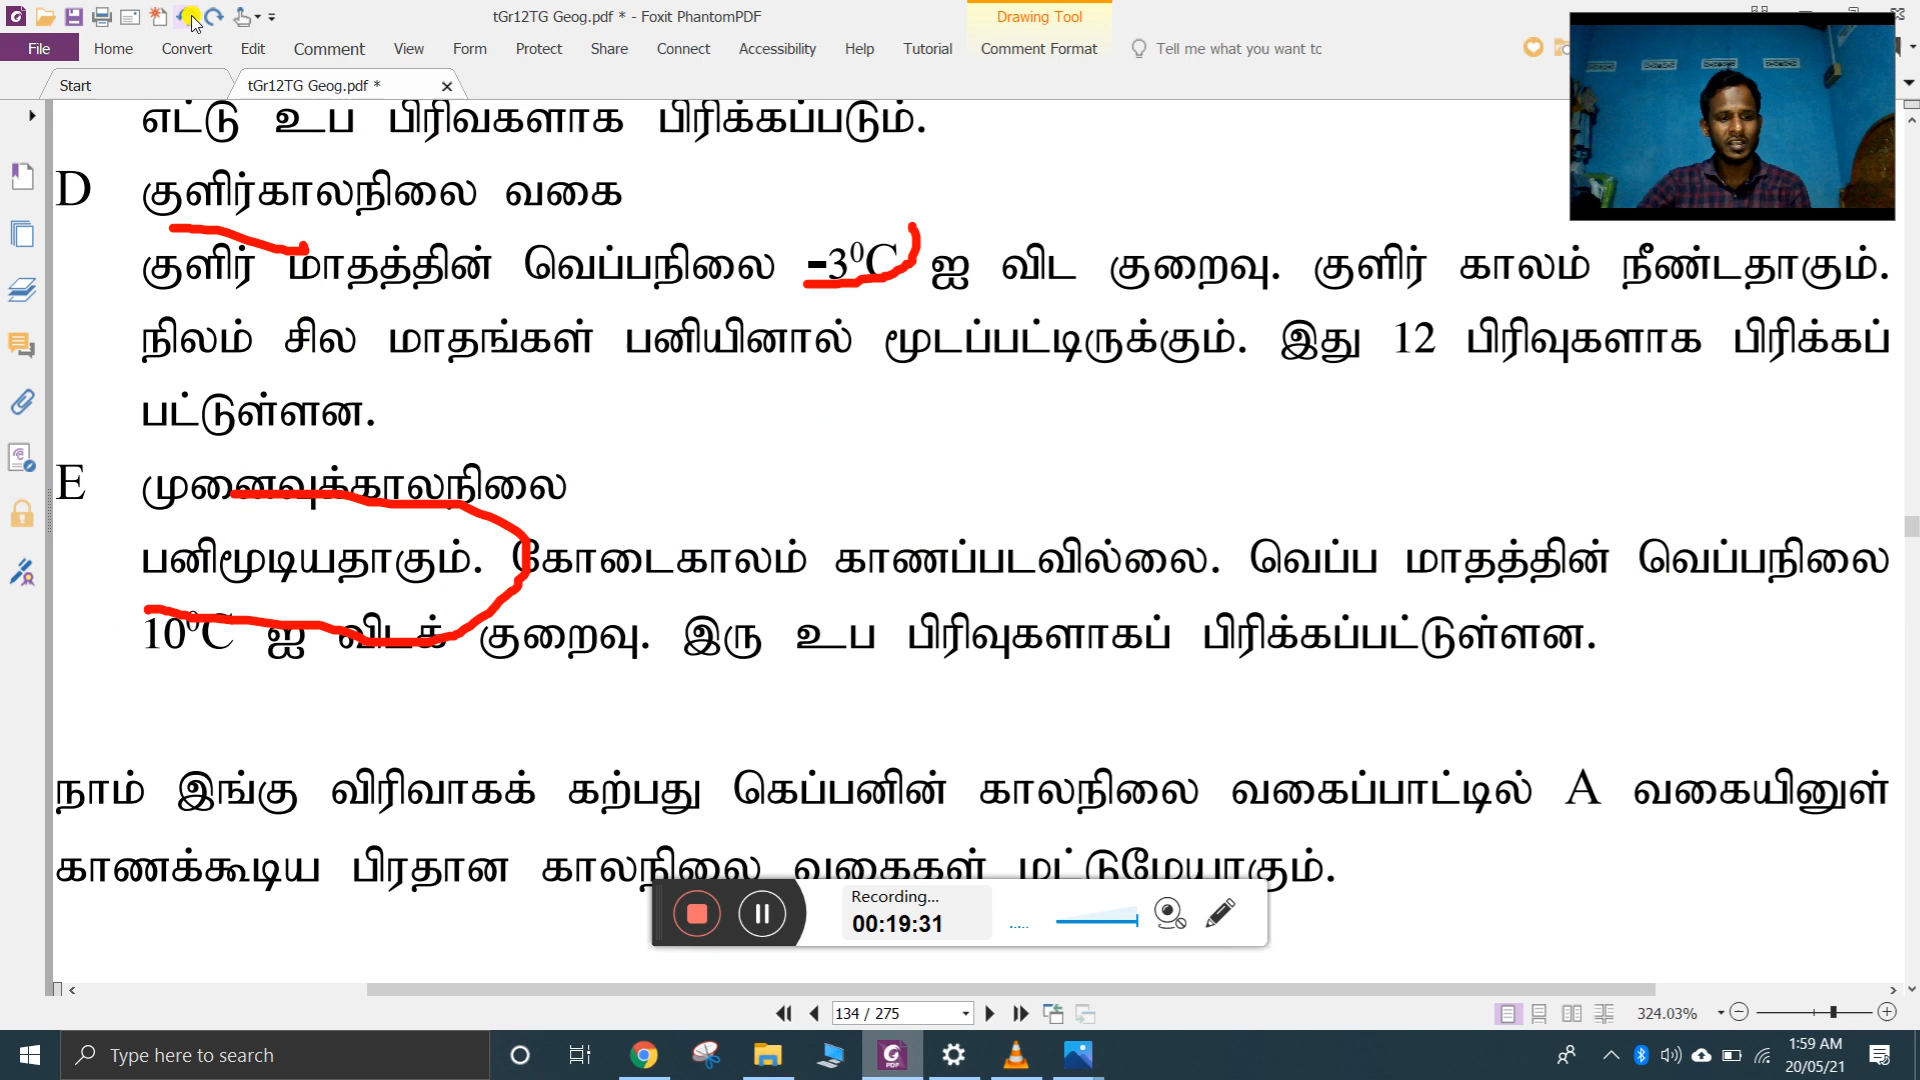 tGr12TG Geog.pdf * - Foxit PhantomPDF
Drawing Tool
File Home Convert Edit Comment View Form Protect Share Connect Accessibility Help Tutorial Comment Format Tell me what you want tc
Start tGr12TG Geog.pdf *
எட்டு உப பிரிவகளாக பிரிக்கப்படும்.
D குளிர்காலநிலை வகை
குளிர் மாதத்தின் வெப்பநிலை -3⁰C ஐ விட குறைவு. குளிர் காலம் நீண்டதாகும்.
நிலம் சில மாதங்கள் பனியினால் மூடப்பட்டிருக்கும். இது 12 பிரிவுகளாக பிரிக்கப்
பட்டுள்ளன.
E முனைவுக்காலநிலை
பனிமூடியதாகும். கோடைகாலம் காணப்படவில்லை. வெப்ப மாதத்தின் வெப்பநிலை
10⁰C ஐ விடக் குறைவு. இரு உப பிரிவுகளாகப் பிரிக்கப்பட்டுள்ளன.
நாம் இங்கு விரிவாகக் கற்பது கெப்பனின் காலநிலை வகைப்பாட்டில் A வகையினுள்
காணக்கூடிய பிரதான காலநிலை வகைகள் மட்டுமேயாகும்.
Recording...
00:19:31
134 / 275
324.03%
Type here to search
1:59 AM
20/05/21